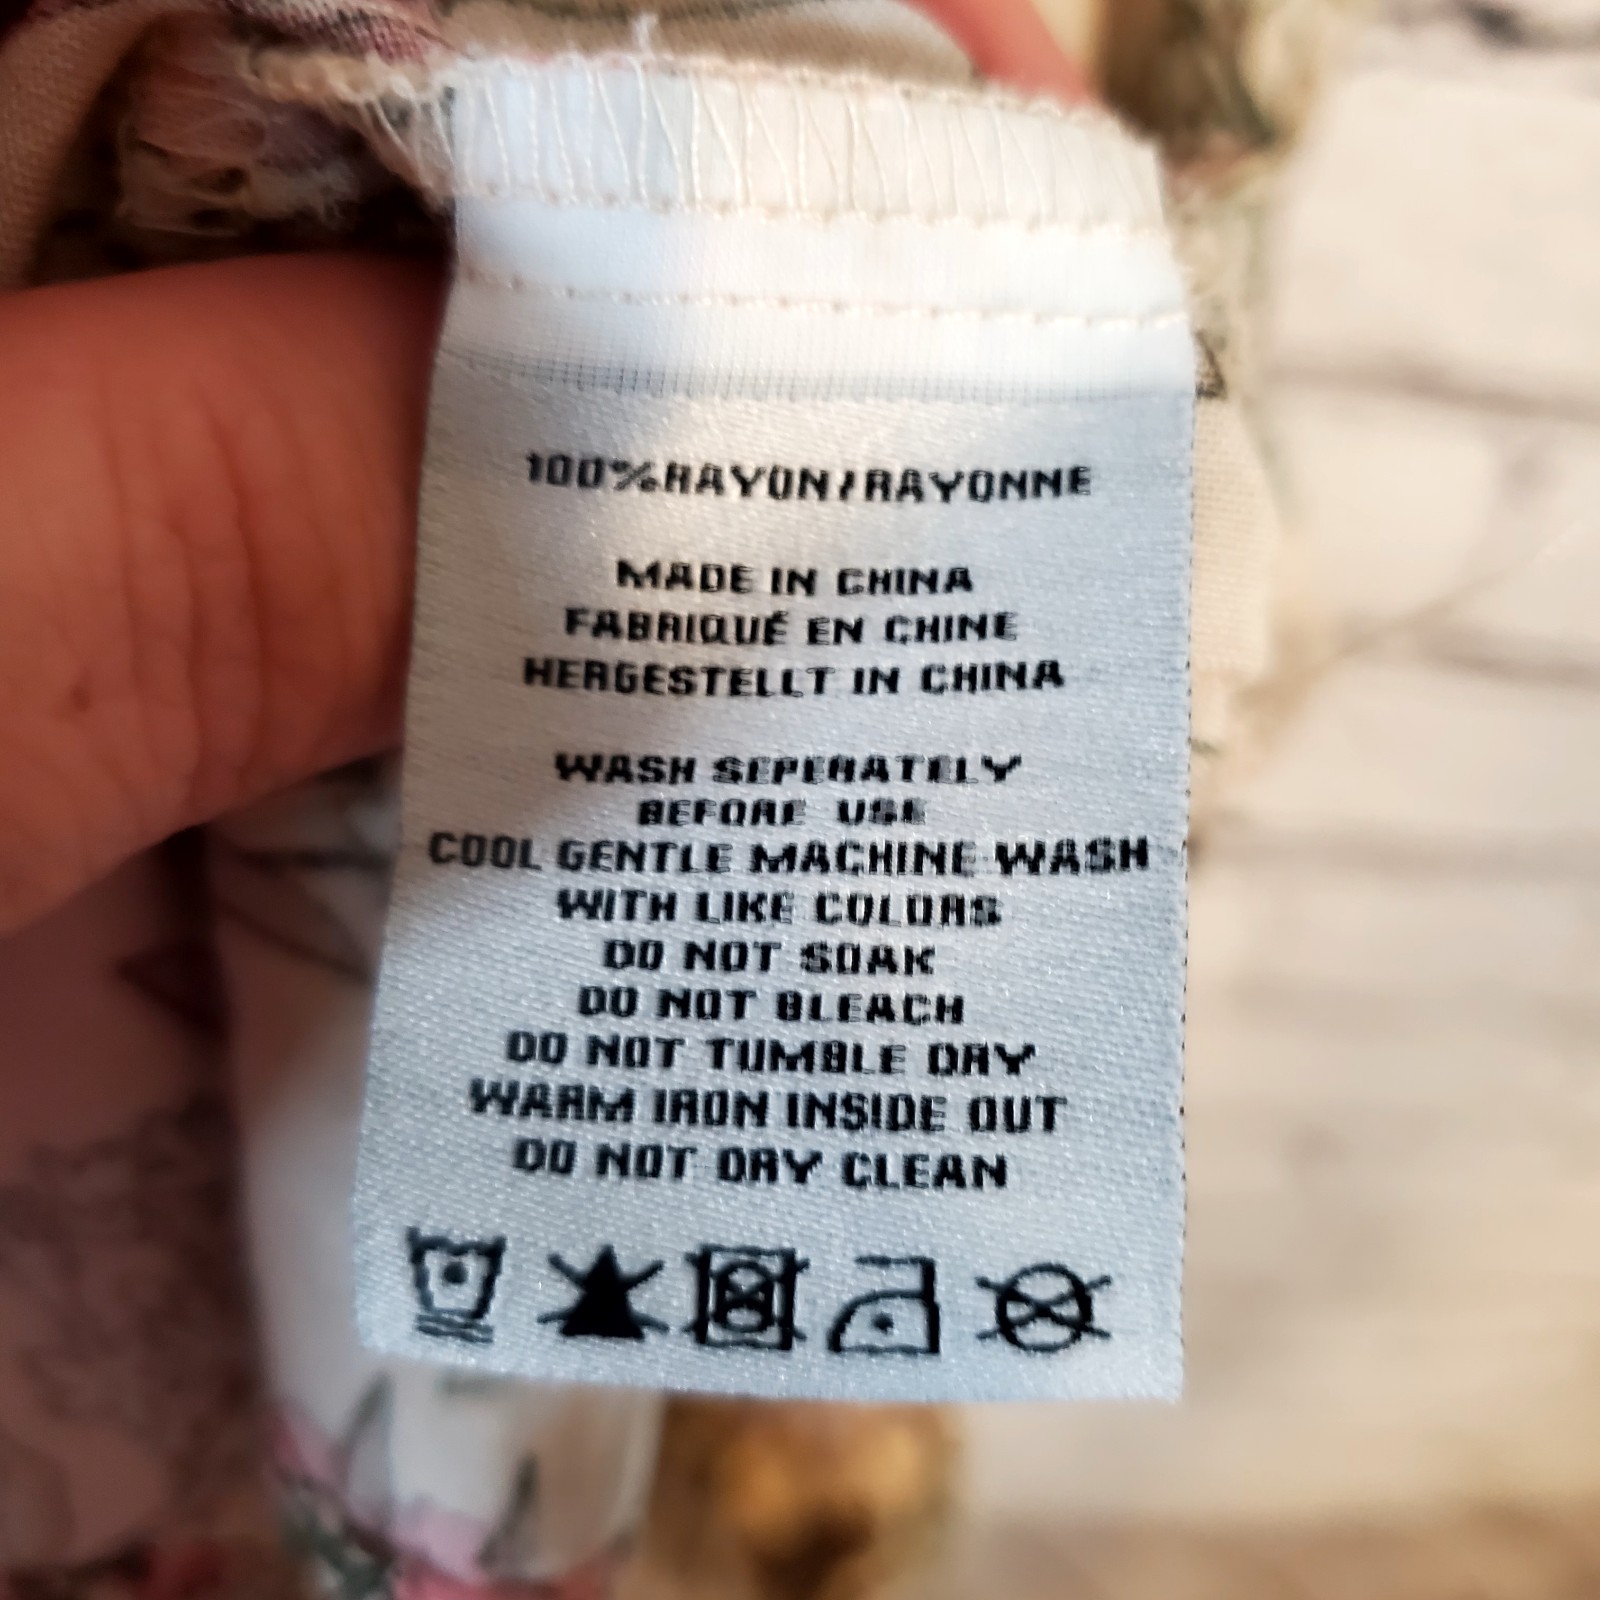 100%RAYON/RAYONNE
MADE IN CHINA
FABRIQUÉ EN CHINE
HERGESTELLT IN CHINA
WASH SEPERATELY
BEFORE USE
COOL GENTLE MACHINE WASH
WITH LIKE COLORS
DO NOT SOAK
DO NOT BLEACH
DO NOT TUMBLE DRY
WARM IRON INSIDE OUT
DO NOT DRY CLEAN